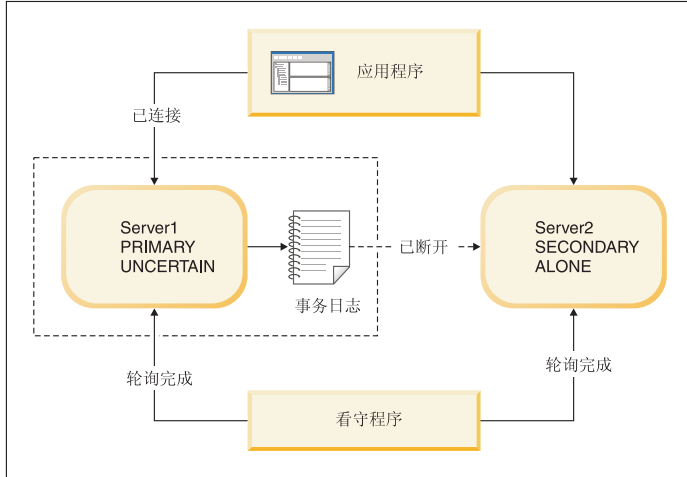 应用程序
已连接
Server1
PRIMARY
UNCERTAIN
事务日志
已断开
Server2
SECONDARY
ALONE
轮询完成
轮询完成
看守程序